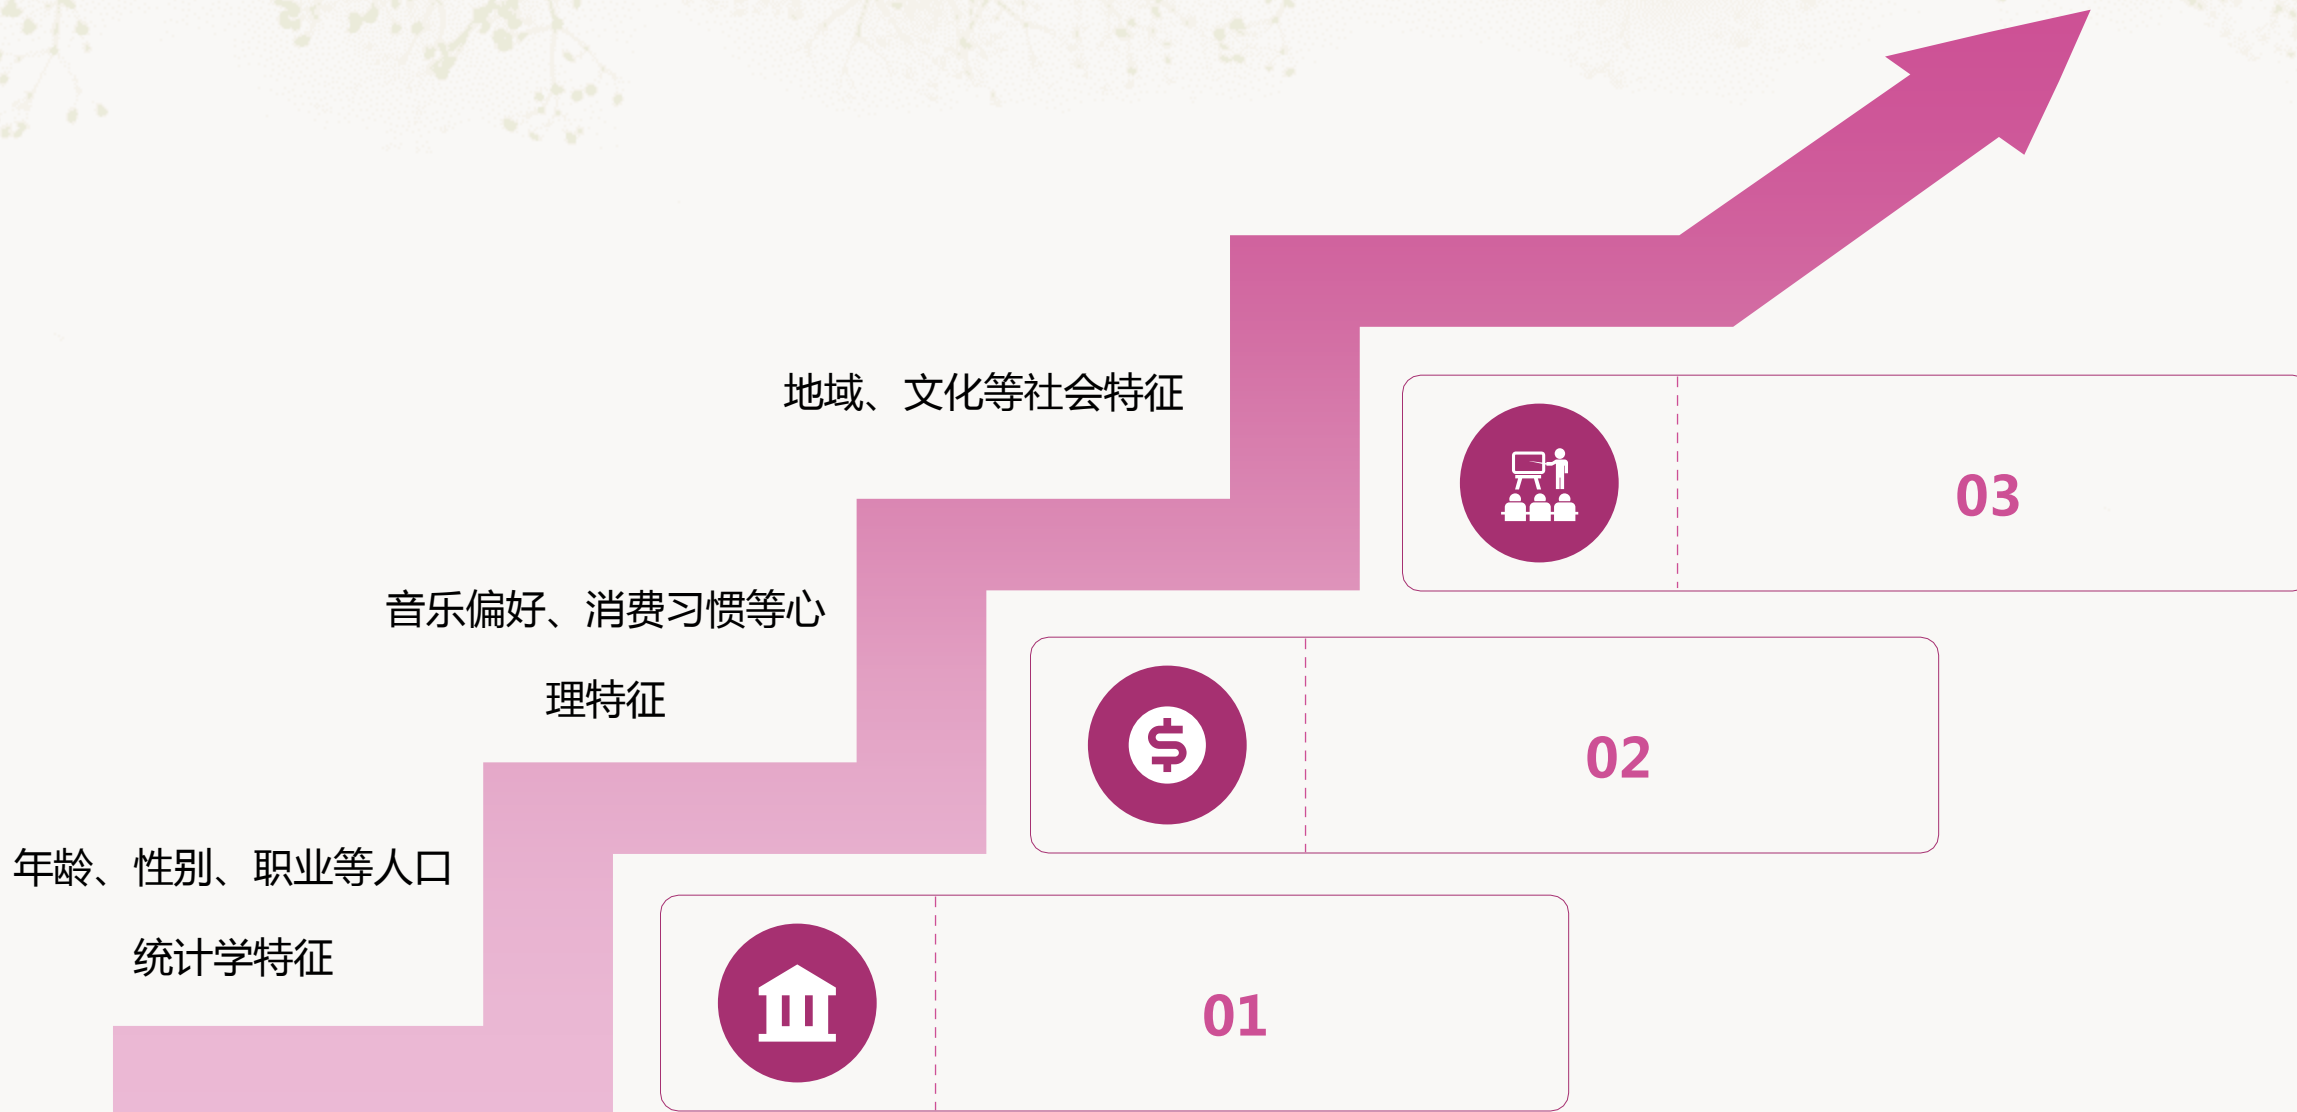 地域、文化等社会特征
03
音乐偏好、消费习惯等心
理特征
02
年龄、性别、职业等人口
统计学特征
01